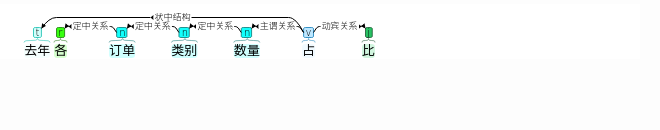 状中结构
定中关系 定中关系 定中关系 主谓关系 动宾关系
t r n n n v j
去年 各 订单 类别 数量 占 比